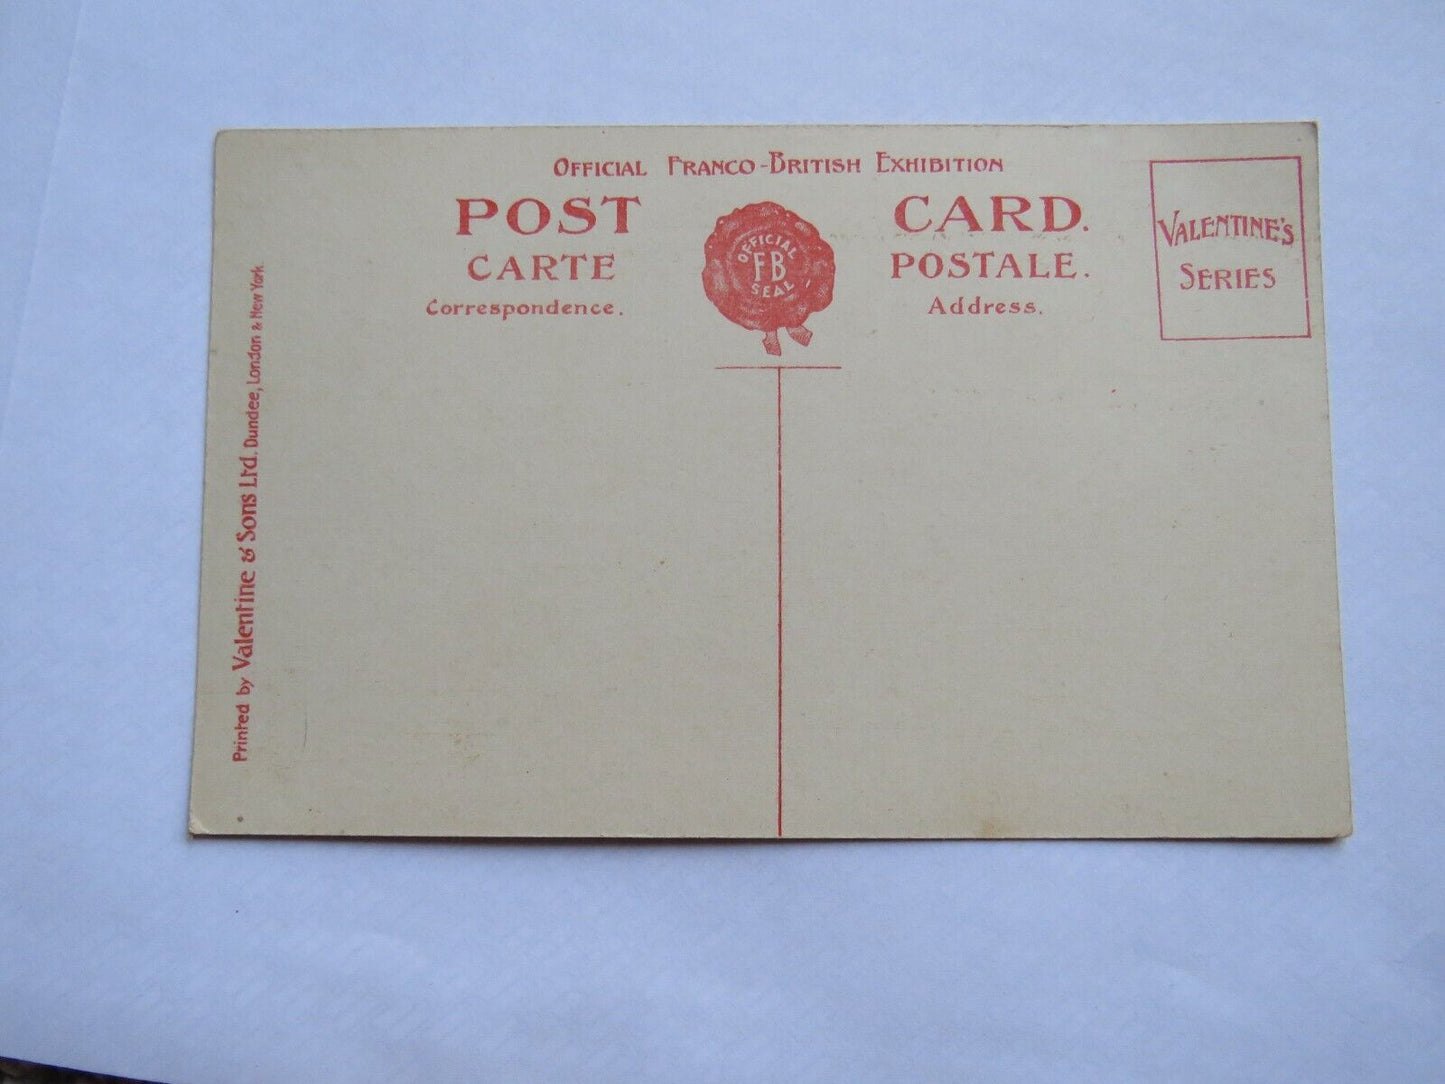 OFFICIAL FRANCO-BRITISH EXHIBITION
POST CARD.
CARTE POSTALE.
Correspondence. Address.
OFFICIAL
FB
SEAL
VALENTINE'S
SERIES
Printed by Valentine & Sons Ltd. Dundee, London & New York